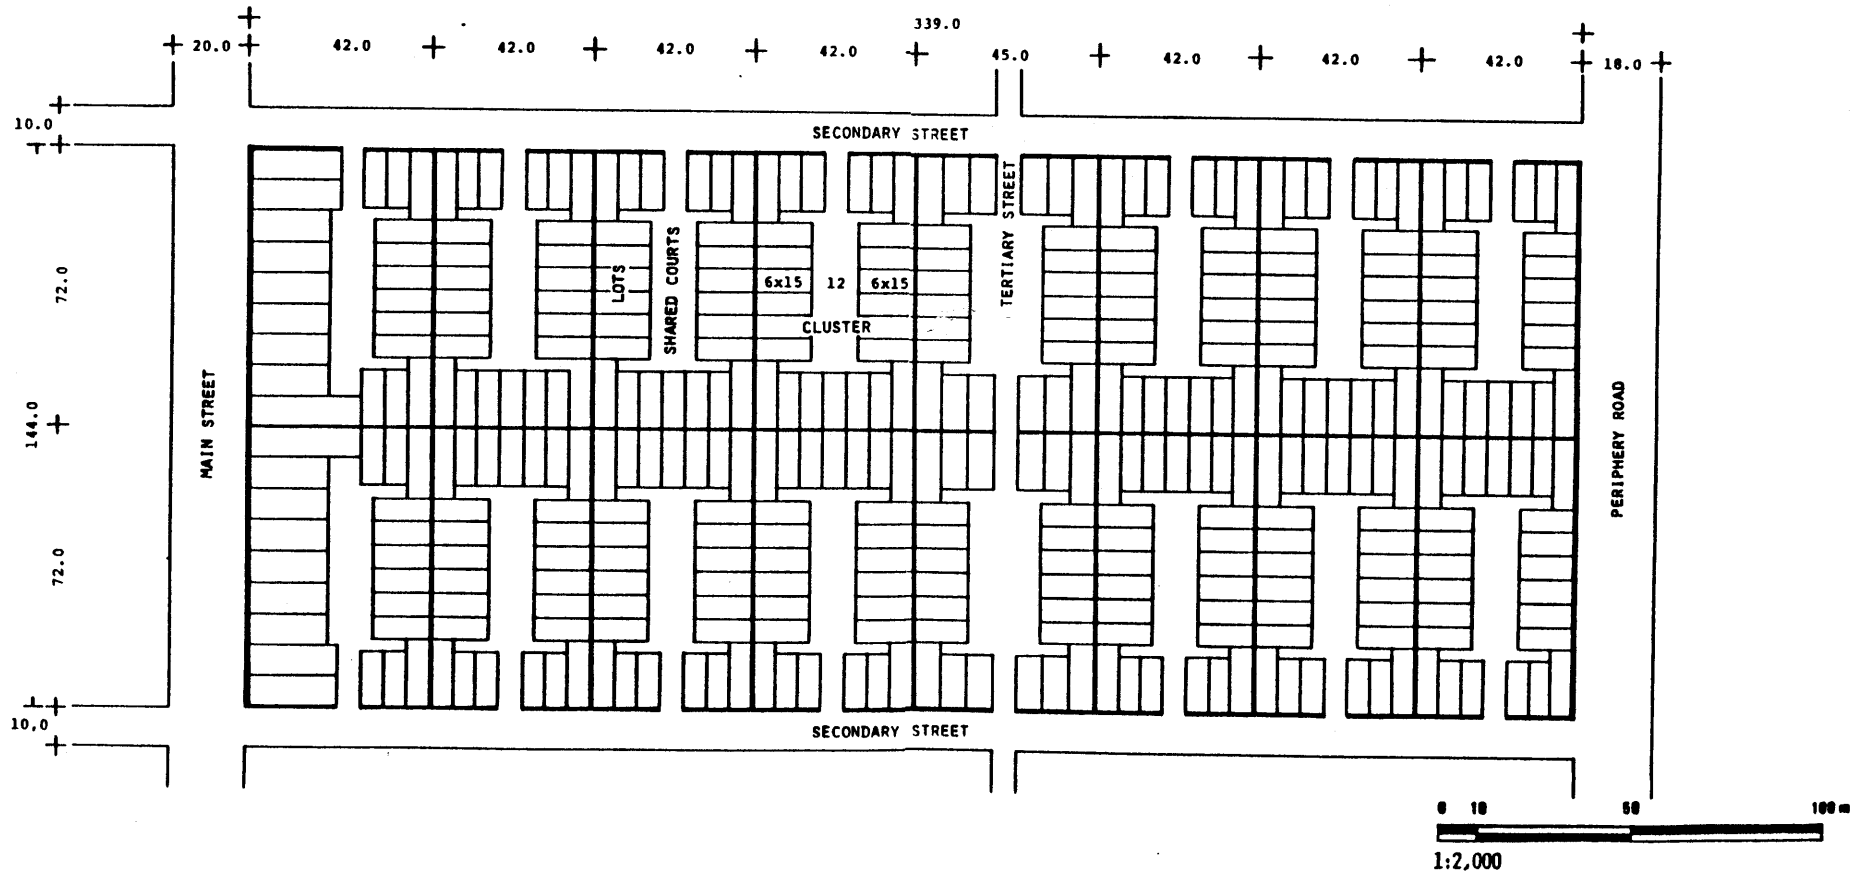 339.0
20.0 42.0 42.0 42.0 42.0 45.0 42.0 42.0 42.0 18.0
10.0
SECONDARY STREET
TERTIARY STREET
SHARED COURTS
LOTS
72.0
6x15 12 6x15
CLUSTER
MAIN STREET
144.0
PERIPHERY ROAD
72.0
10,0
SECONDARY STREET
0 10 50 100m
1:2,000